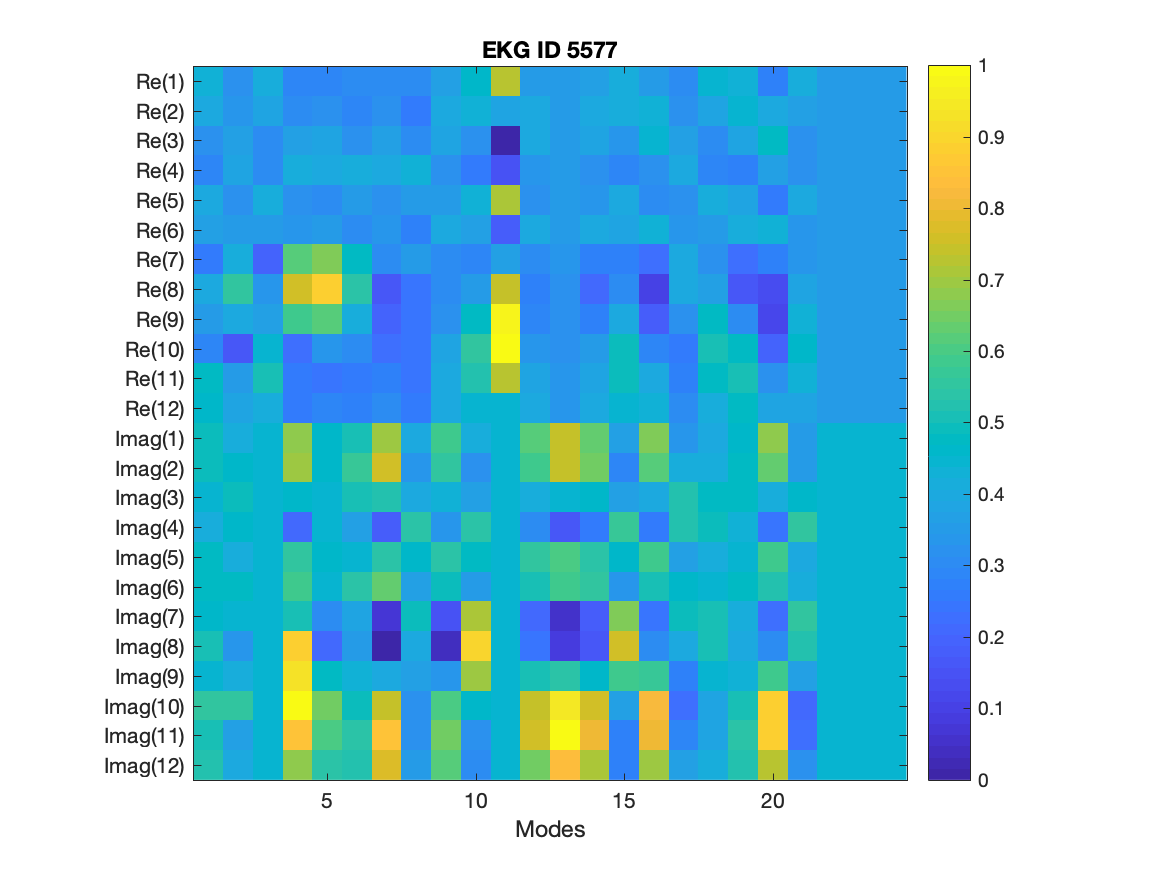 EKG ID 5577
Re(1)
Re(2)
Re(3)
Re(4)
Re(5)
Re(6)
Re(7)
Re(8)
Re(9)
Re(10)
Re(11)
Re(12)
Imag(1)
Imag(2)
Imag(3)
Imag(4)
Imag(5)
Imag(6)
Imag(7)
Imag(8)
Imag(9)
Imag(10)
Imag(11)
Imag(12)
5 10 15 20
Modes
1
0.9
0.8
0.7
0.6
0.5
0.4
0.3
0.2
0.1
0